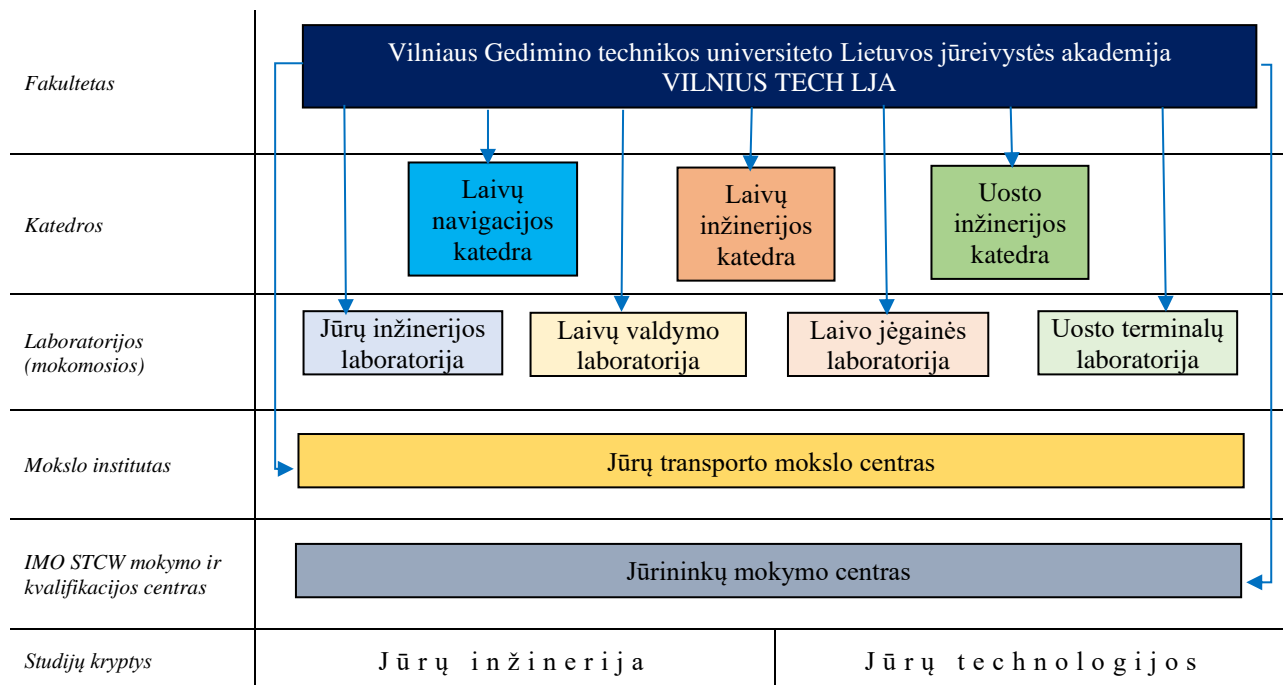 Fakultetas
Vilniaus Gedimino technikos universiteto Lietuvos jūreivystės akademija
VILNIUS TECH LJA
Katedros
Laivų
navigacijos
katedra
Laivų
inžinerijos
katedra
Uosto
inžinerijos
katedra
Laboratorijos
(mokomosios)
Jūrų inžinerijos
laboratorija
Laivų valdymo
laboratorija
Laivo jėgainės
laboratorija
Uosto terminalų
laboratorija
Mokslo institutas
Jūrų transporto mokslo centras
IMO STCW mokymo ir
kvalifikacijos centras
Jūrininkų mokymo centras
Studijų kryptys
Jūrų inžinerija
Jūrų technologijos